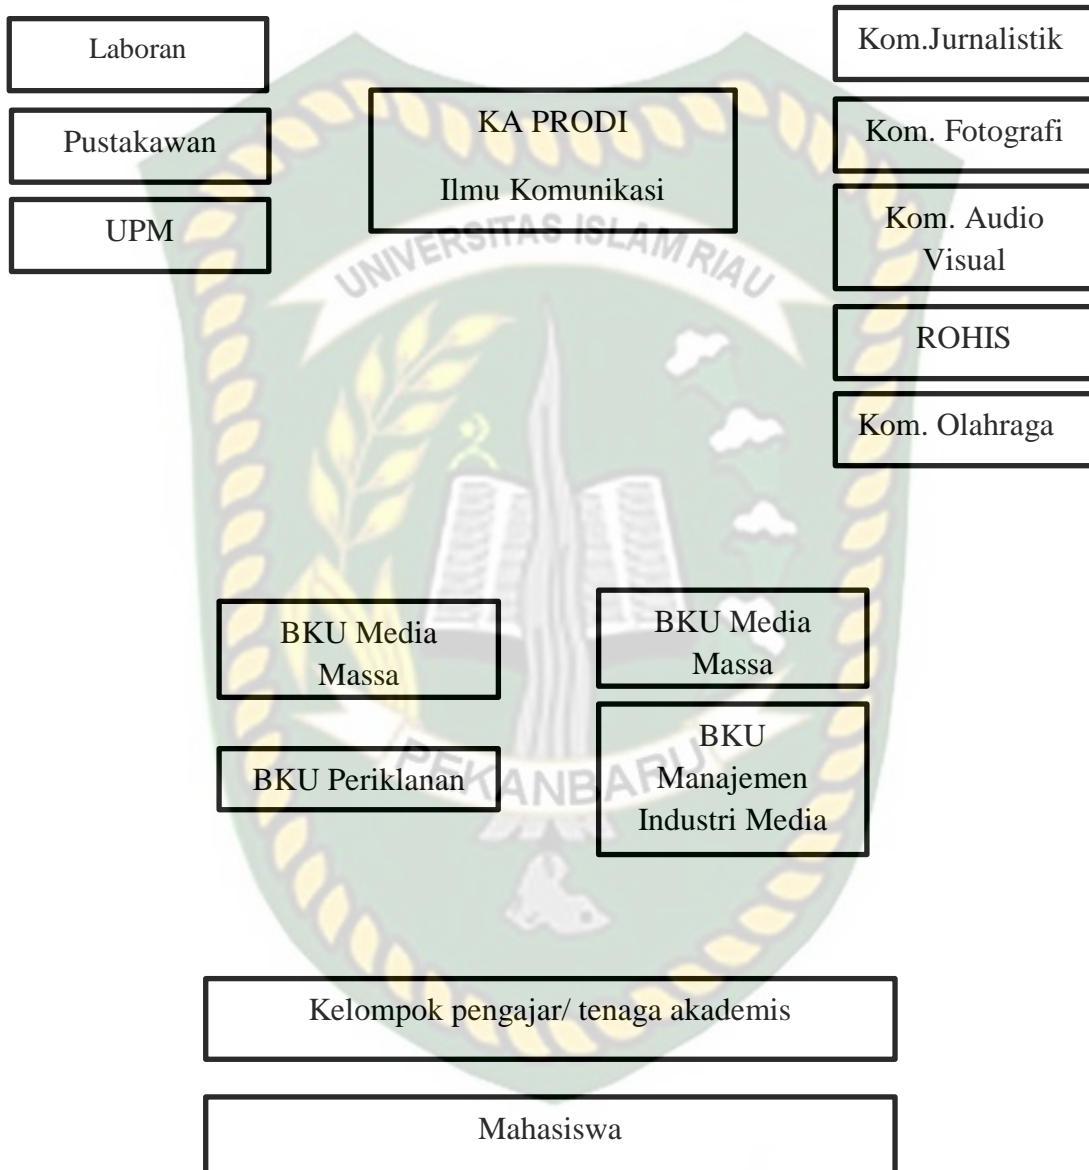 Laboran
Pustakawan
UPM
KA PRODI
Ilmu Komunikasi
Kom.Jurnalistik
Kom. Fotografi
Kom. Audio
Visual
ROHIS
Kom. Olahraga
UNIVERSITAS ISLAM RIAU
BKU Media
Massa
BKU Media
Massa
BKU Periklanan
BKU
Manajemen
Industri Media
PEKANBARU
Kelompok pengajar/ tenaga akademis
Mahasiswa